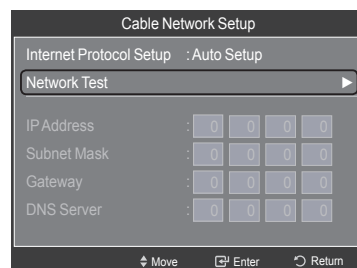 Cable Network Setup
Internet Protocol Setup : Auto Setup
Network Test ▶
IP Address : 0 0 0 0
Subnet Mask : 0 0 0 0
Gateway : 0 0 0 0
DNS Server : 0 0 0 0
Move Enter Return